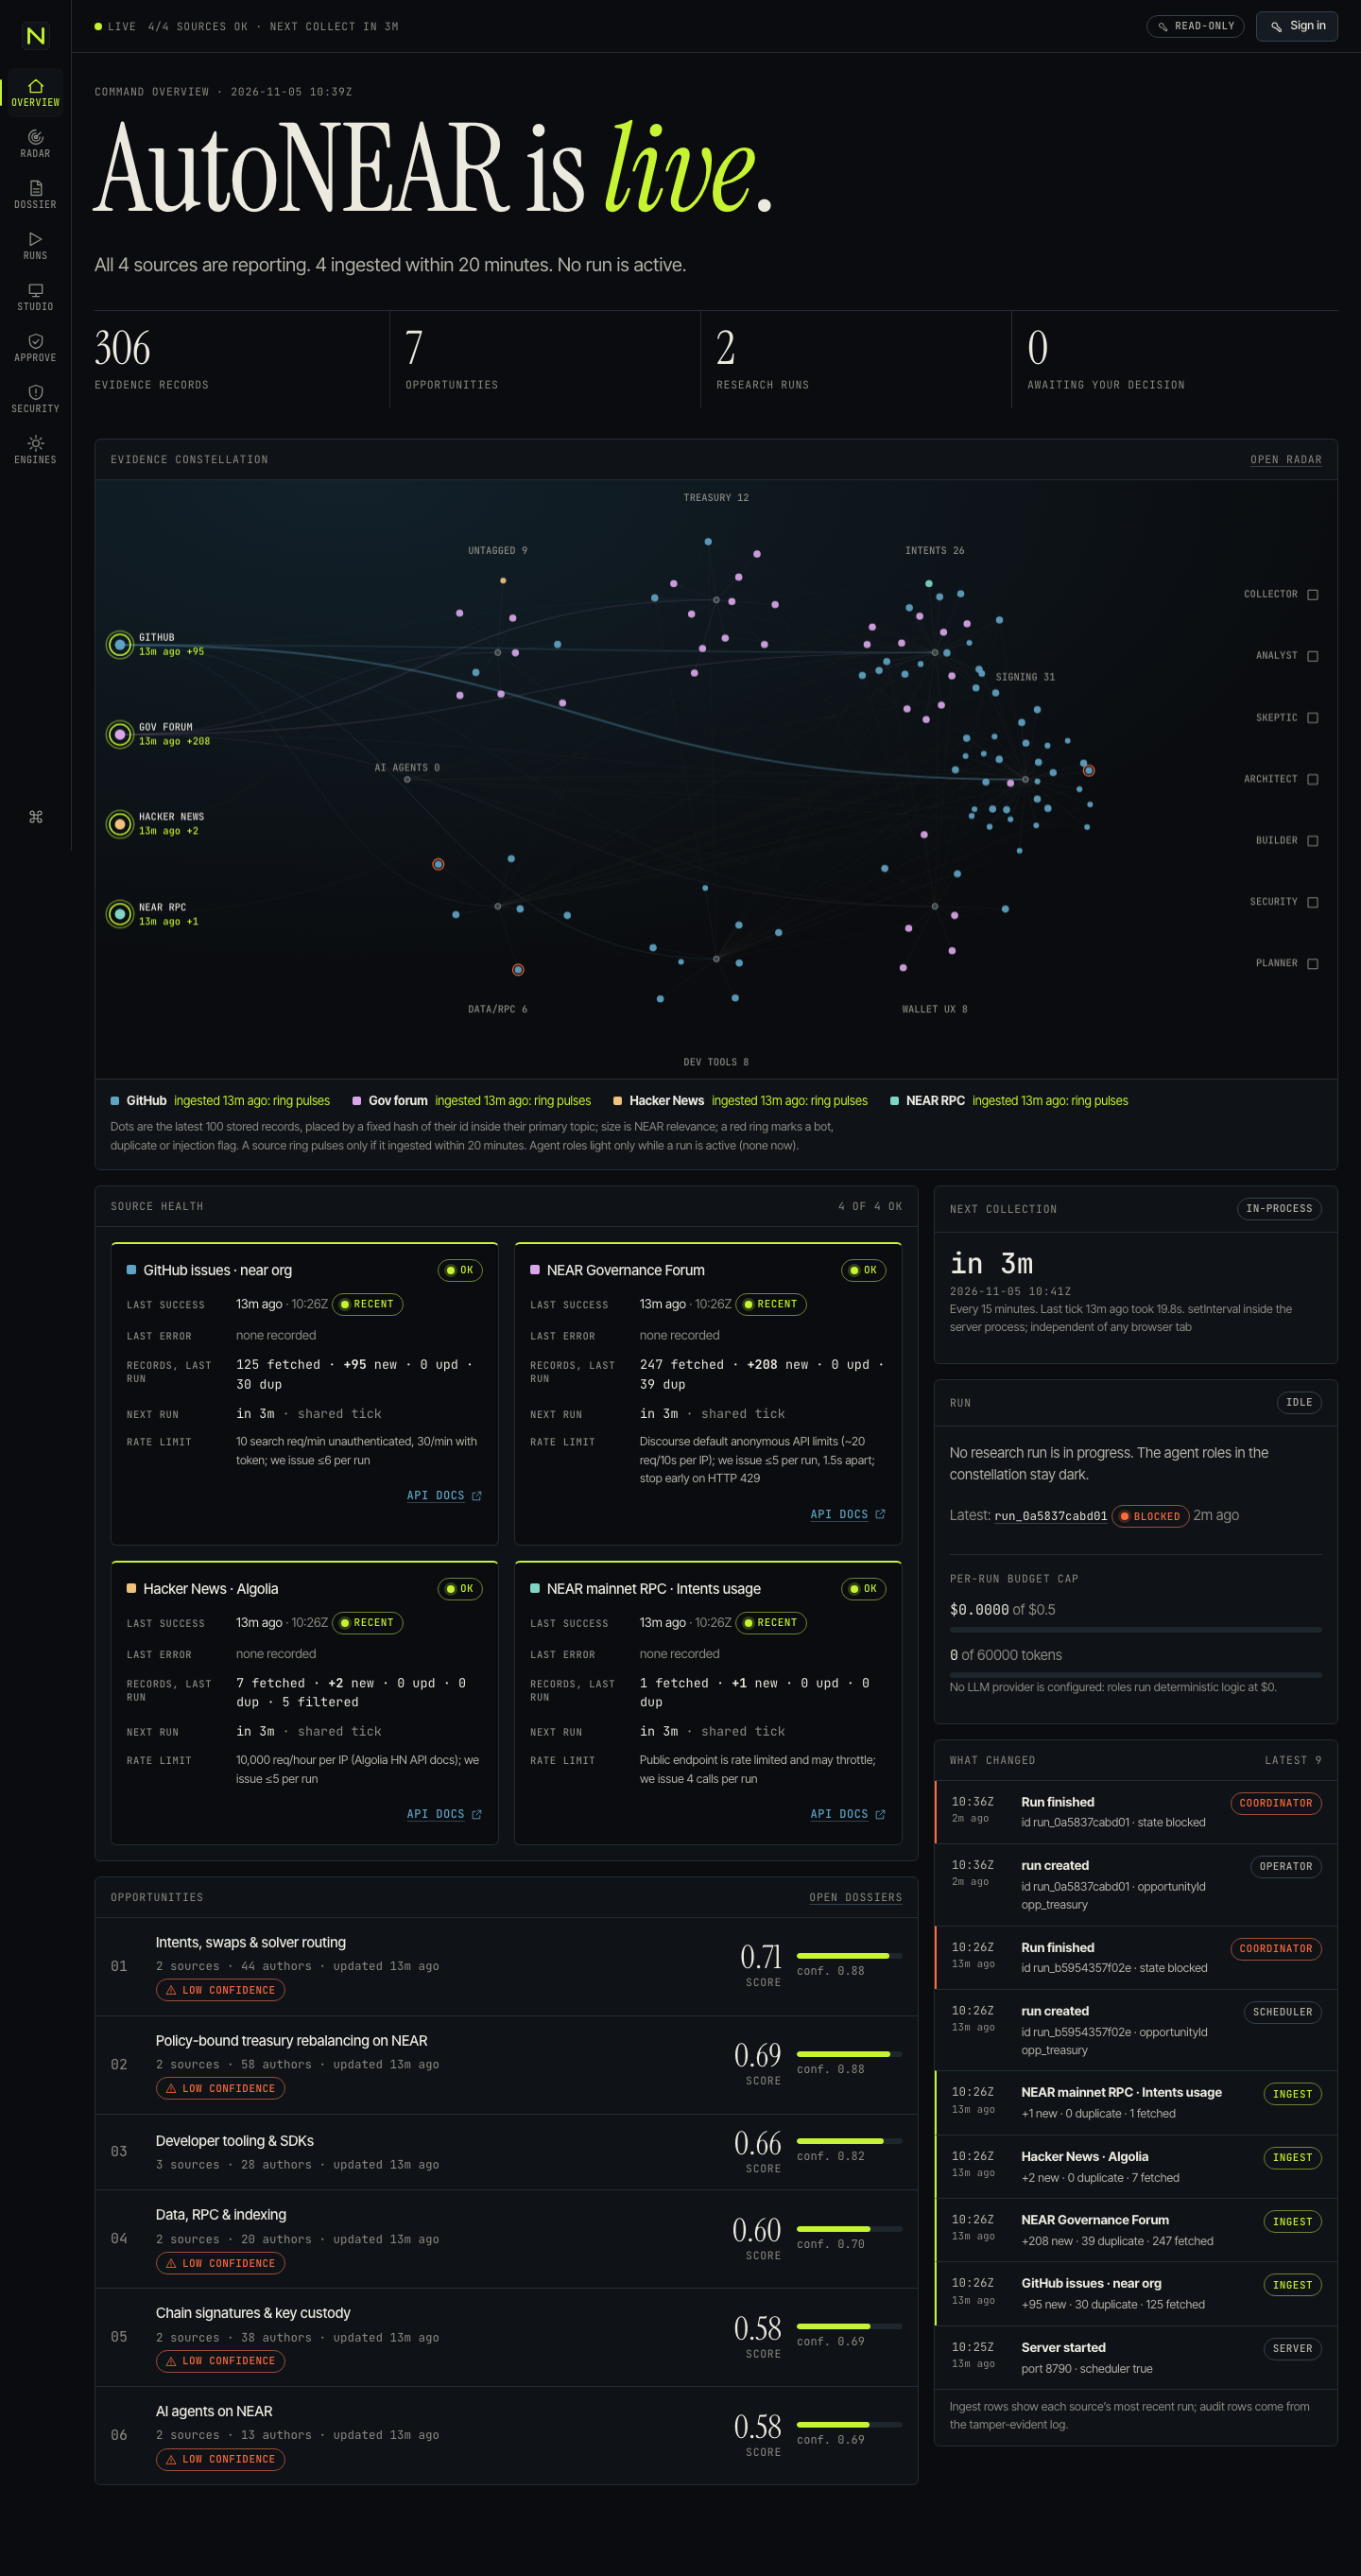 N
LIVE 4/4 SOURCES OK · NEXT COLLECT IN 3M
READ-ONLY
Sign in
OVERVIEW
RADAR
DOSSIER
RUNS
STUDIO
APPROVE
SECURITY
ENGINES
COMMAND OVERVIEW · 2026-11-05 10:39Z
AutoNEAR is live.
All 4 sources are reporting. 4 ingested within 20 minutes. No run is active.
306
EVIDENCE RECORDS
7
OPPORTUNITIES
2
RESEARCH RUNS
0
AWAITING YOUR DECISION
EVIDENCE CONSTELLATION
OPEN RADAR
TREASURY 12
UNTAGGED 9
INTENTS 26
SIGNING 31
AI AGENTS 0
DATA/RPC 6
WALLET UX 8
DEV TOOLS 8
GITHUB
13m ago +95
GOV FORUM
13m ago +208
HACKER NEWS
13m ago +2
NEAR RPC
13m ago +1
COLLECTOR
ANALYST
SKEPTIC
ARCHITECT
BUILDER
SECURITY
PLANNER
GitHub ingested 13m ago: ring pulses
Gov forum ingested 13m ago: ring pulses
Hacker News ingested 13m ago: ring pulses
NEAR RPC ingested 13m ago: ring pulses
Dots are the latest 100 stored records, placed by a fixed hash of their id inside their primary topic; size is NEAR relevance; a red ring marks a bot,
duplicate or injection flag. A source ring pulses only if it ingested within 20 minutes. Agent roles light only while a run is active (none now).
SOURCE HEALTH
4 OF 4 OK
GitHub issues · near org
OK
LAST SUCCESS
13m ago · 10:26Z RECENT
LAST ERROR
none recorded
RECORDS, LAST
RUN
125 fetched · +95 new · 0 upd ·
30 dup
NEXT RUN
in 3m · shared tick
RATE LIMIT
10 search req/min unauthenticated, 30/min with
token; we issue ≤6 per run
API DOCS
NEAR Governance Forum
OK
LAST SUCCESS
13m ago · 10:26Z RECENT
LAST ERROR
none recorded
RECORDS, LAST
RUN
247 fetched · +208 new · 0 upd ·
39 dup
NEXT RUN
in 3m · shared tick
RATE LIMIT
Discourse default anonymous API limits (~20
req/10s per IP); we issue ≤5 per run, 1.5s apart;
stop early on HTTP 429
API DOCS
Hacker News · Algolia
OK
LAST SUCCESS
13m ago · 10:26Z RECENT
LAST ERROR
none recorded
RECORDS, LAST
RUN
7 fetched · +2 new · 0 upd · 0
dup · 5 filtered
NEXT RUN
in 3m · shared tick
RATE LIMIT
10,000 req/hour per IP (Algolia HN API docs); we
issue ≤5 per run
API DOCS
NEAR mainnet RPC · Intents usage
OK
LAST SUCCESS
13m ago · 10:26Z RECENT
LAST ERROR
none recorded
RECORDS, LAST
RUN
1 fetched · +1 new · 0 upd · 0
dup
NEXT RUN
in 3m · shared tick
RATE LIMIT
Public endpoint is rate limited and may throttle;
we issue 4 calls per run
API DOCS
NEXT COLLECTION
IN-PROCESS
in 3m
2026-11-05 10:41Z
Every 15 minutes. Last tick 13m ago took 19.8s. setInterval inside the
server process; independent of any browser tab
RUN
IDLE
No research run is in progress. The agent roles in the
constellation stay dark.
Latest: run_0a5837cabd01 BLOCKED 2m ago
PER-RUN BUDGET CAP
$0.0000 of $0.5
0 of 60000 tokens
No LLM provider is configured: roles run deterministic logic at $0.
WHAT CHANGED
LATEST 9
10:36Z
2m ago
Run finished
id run_0a5837cabd01 · state blocked
COORDINATOR
10:36Z
2m ago
run created
id run_0a5837cabd01 · opportunityId
opp_treasury
OPERATOR
10:26Z
13m ago
Run finished
id run_b5954357f02e · state blocked
COORDINATOR
10:26Z
13m ago
run created
id run_b5954357f02e · opportunityId
opp_treasury
SCHEDULER
10:26Z
13m ago
NEAR mainnet RPC · Intents usage
+1 new · 0 duplicate · 1 fetched
INGEST
10:26Z
13m ago
Hacker News · Algolia
+2 new · 0 duplicate · 7 fetched
INGEST
10:26Z
13m ago
NEAR Governance Forum
+208 new · 39 duplicate · 247 fetched
INGEST
10:26Z
13m ago
GitHub issues · near org
+95 new · 30 duplicate · 125 fetched
INGEST
10:25Z
13m ago
Server started
port 8790 · scheduler true
SERVER
Ingest rows show each source's most recent run; audit rows come from
the tamper-evident log.
OPPORTUNITIES
OPEN DOSSIERS
01
Intents, swaps & solver routing
2 sources · 44 authors · updated 13m ago
LOW CONFIDENCE
0.71
SCORE
conf. 0.88
02
Policy-bound treasury rebalancing on NEAR
2 sources · 58 authors · updated 13m ago
LOW CONFIDENCE
0.69
SCORE
conf. 0.88
03
Developer tooling & SDKs
3 sources · 28 authors · updated 13m ago
0.66
SCORE
conf. 0.82
04
Data, RPC & indexing
2 sources · 20 authors · updated 13m ago
LOW CONFIDENCE
0.60
SCORE
conf. 0.70
05
Chain signatures & key custody
2 sources · 38 authors · updated 13m ago
LOW CONFIDENCE
0.58
SCORE
conf. 0.69
06
AI agents on NEAR
2 sources · 13 authors · updated 13m ago
LOW CONFIDENCE
0.58
SCORE
conf. 0.69